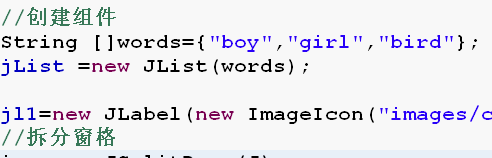 //创建组件
String []words={"boy","girl","bird"};
jList =new JList(words);
jl1=new JLabel(new ImageIcon("images/c
//拆分窗格